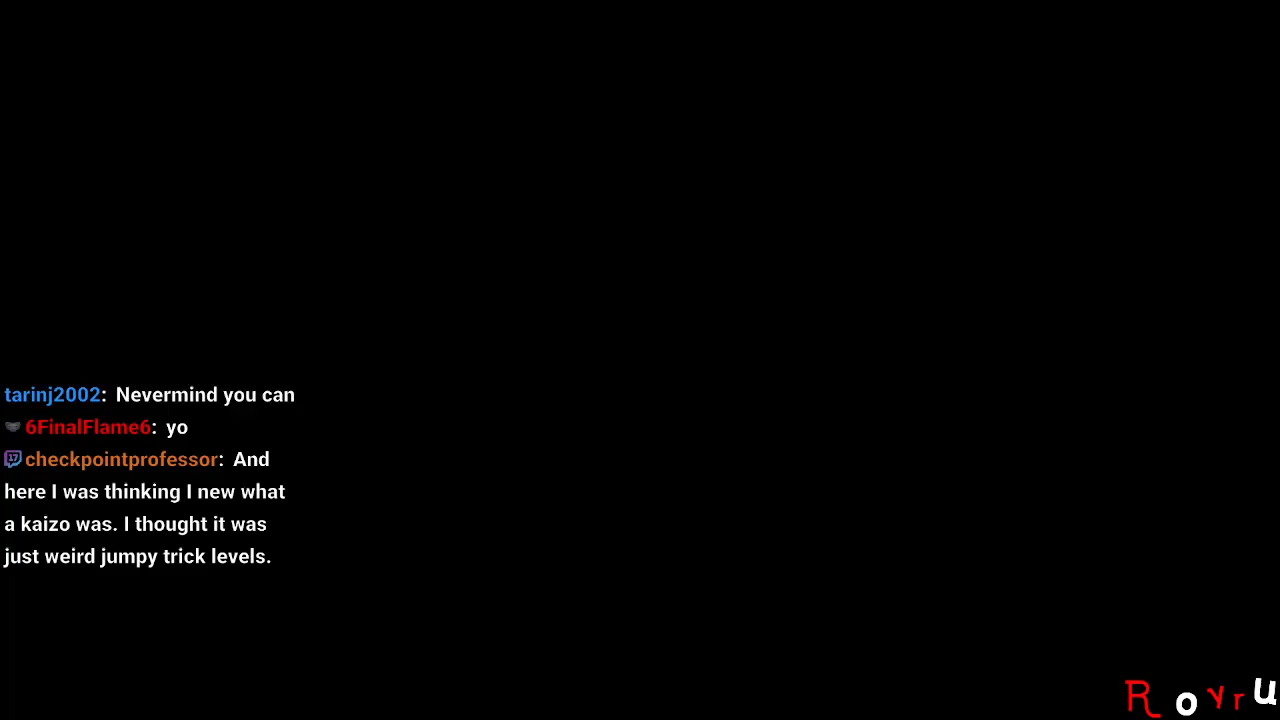 tarinj2002: Nevermind you can
6FinalFlame6: yo
checkpointprofessor: And
here I was thinking I new what
a kaizo was. I thought it was
just weird jumpy trick levels.
Royru